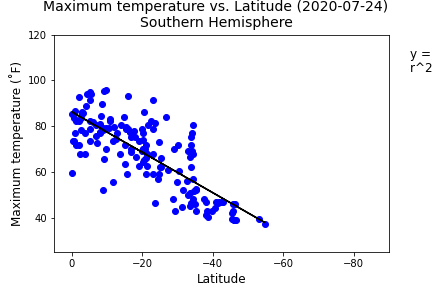 Maximum temperature vs. Latitude (2020-07-24)
Southern Hemisphere
y =
r^2
120
100
80
60
40
Maximum temperature (˚F)
0 −20 −40 −60 −80
Latitude